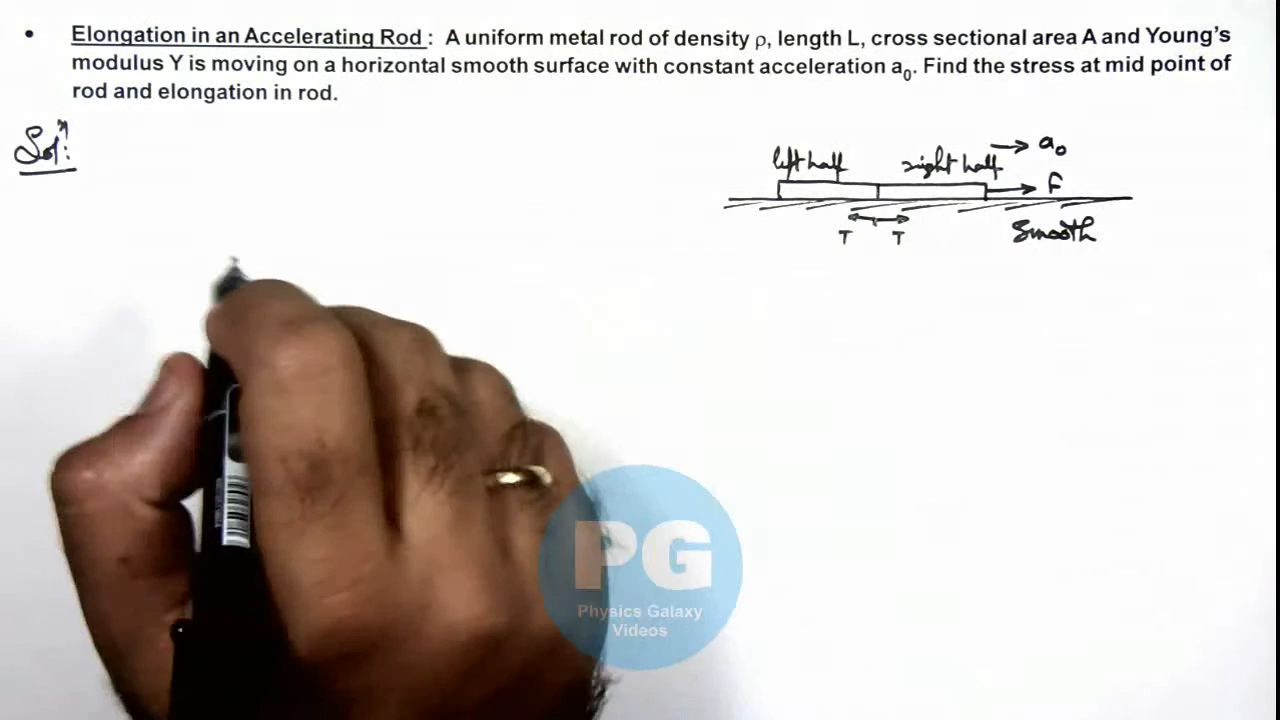 • Elongation in an Accelerating Rod : A uniform metal rod of density ρ, length L, cross sectional area A and Young's
modulus Y is moving on a horizontal smooth surface with constant acceleration a₀. Find the stress at mid point of
rod and elongation in rod.
Solⁿ:
left half right half → a₀
F
T T Smooth
PG
Physics Galaxy
Videos